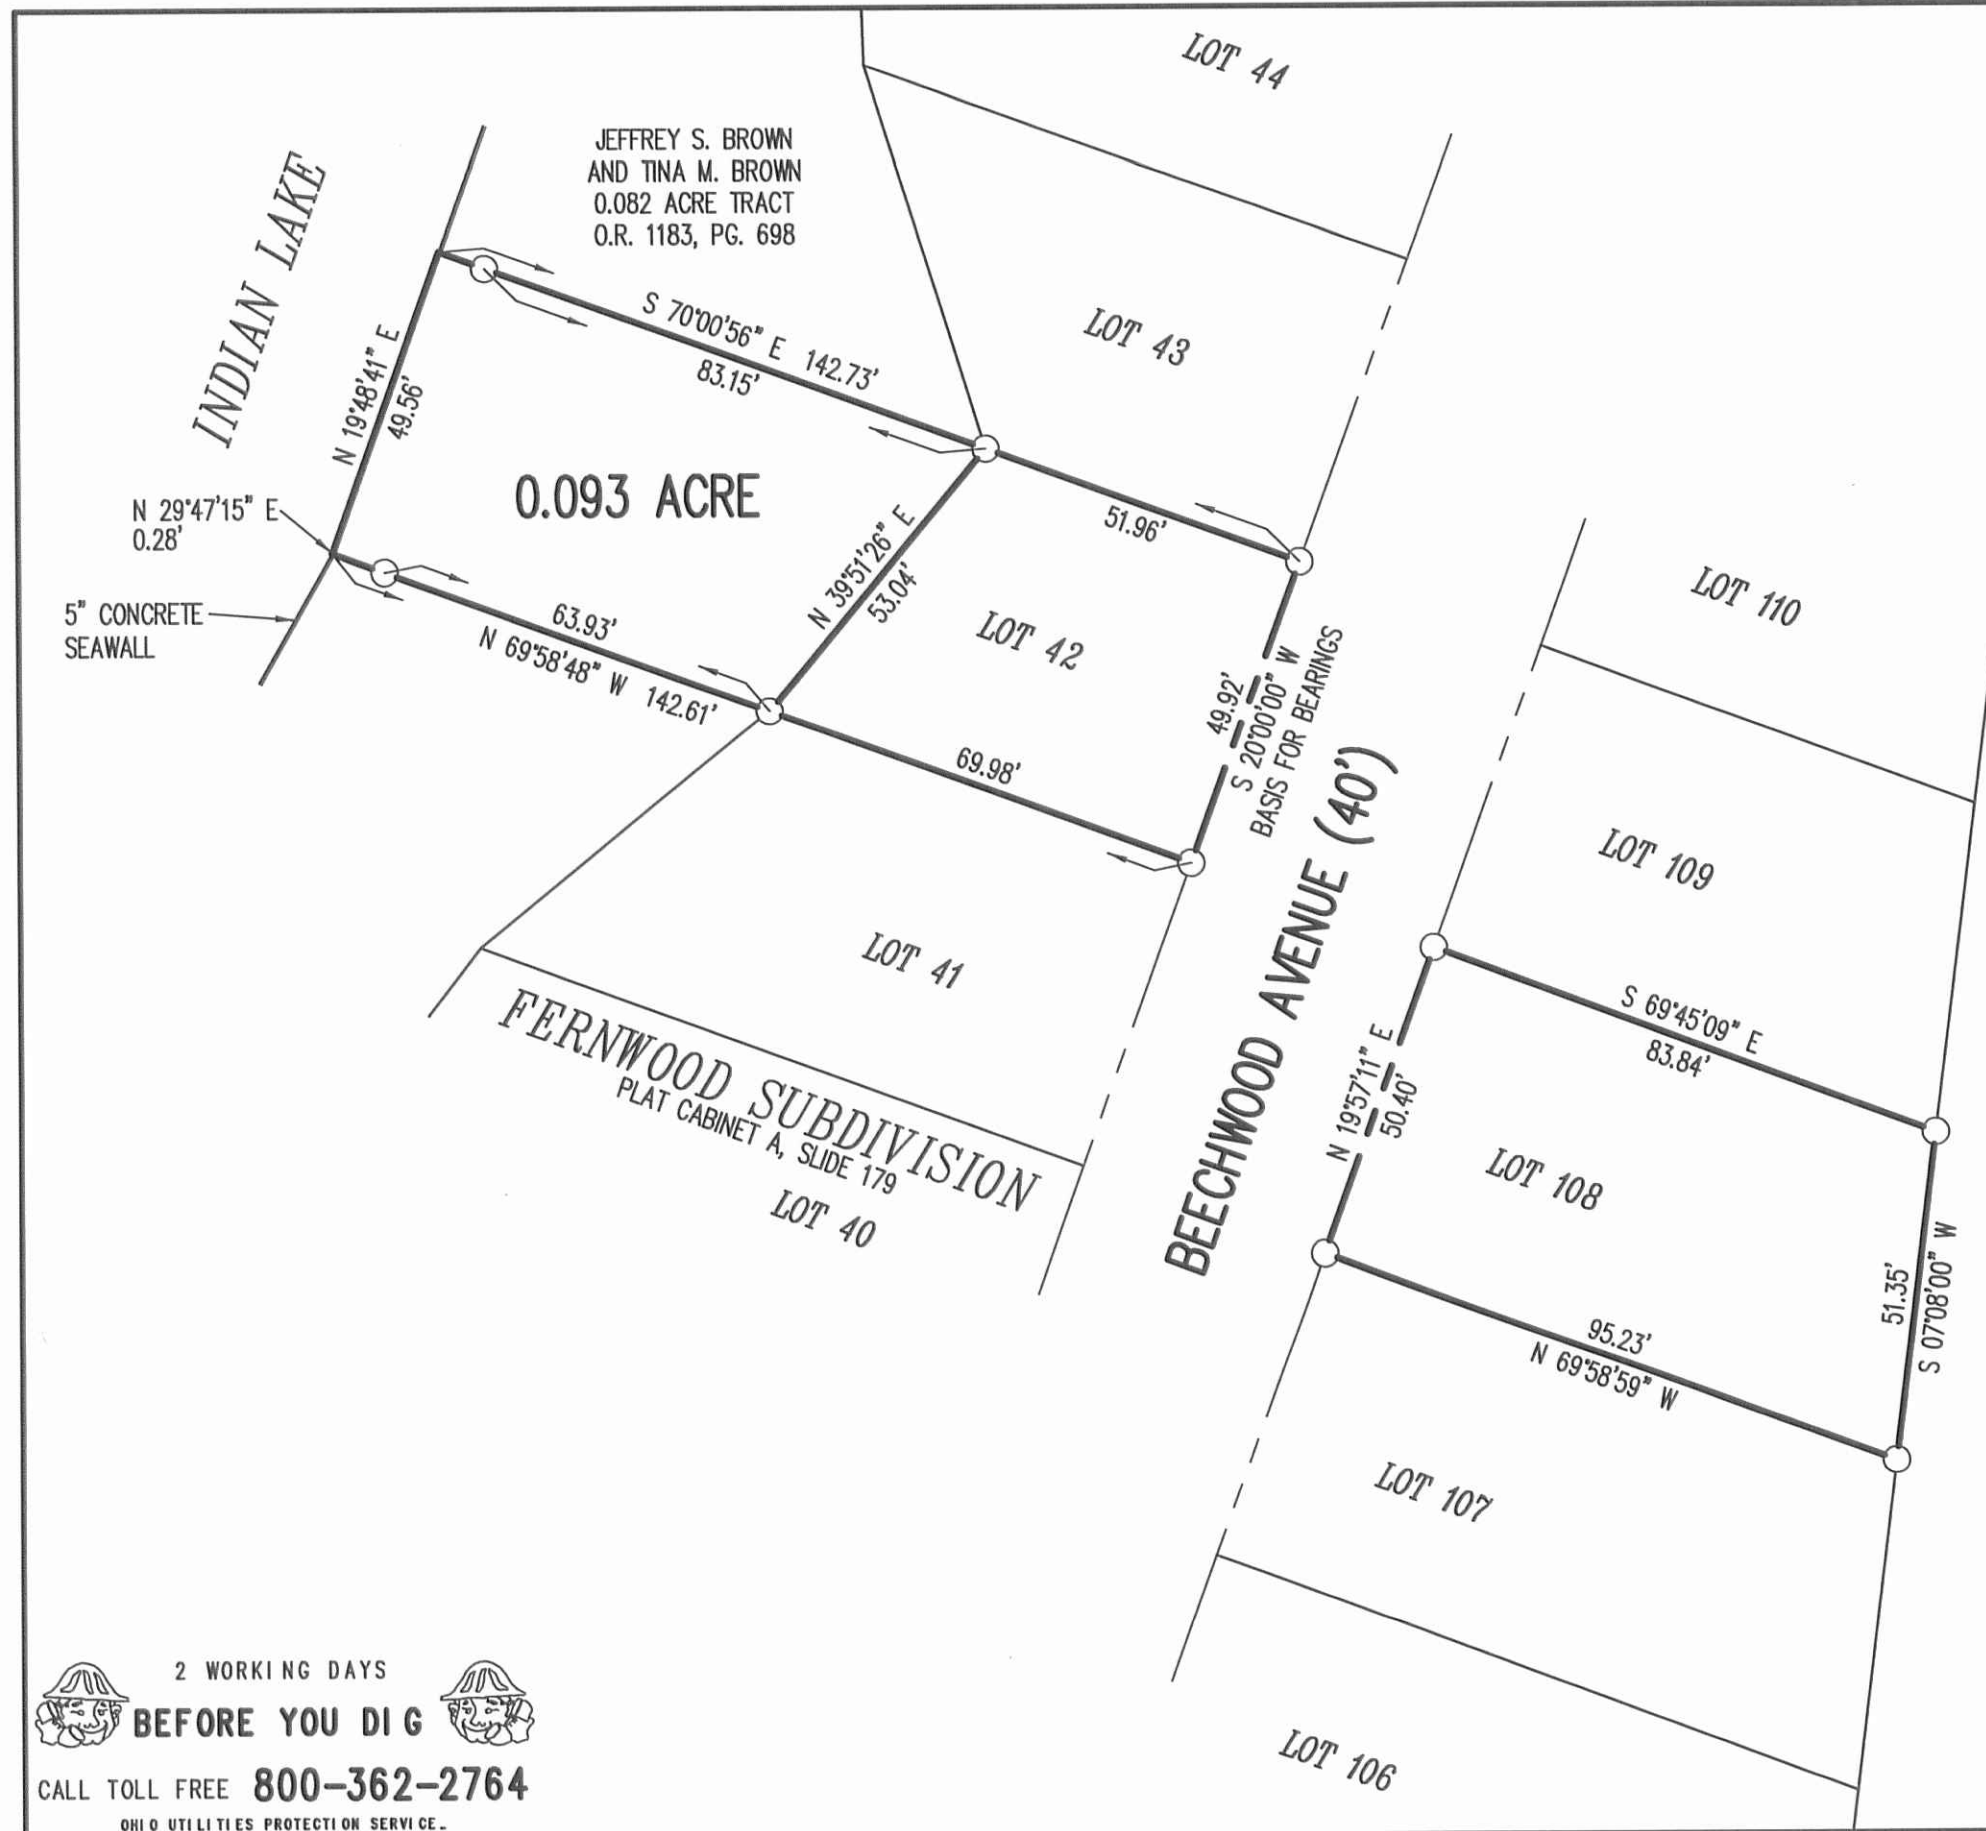 LOT 44
JEFFREY S. BROWN
AND TINA M. BROWN
0.082 ACRE TRACT
O.R. 1183, PG. 698
INDIAN LAKE
S 70°00'56" E 142.73'
83.15'
LOT 43
N 19°48'41" E
49.56'
0.093 ACRE
N 29°47'15" E
0.28'
51.96'
N 39°51'26" E
53.04'
5" CONCRETE
SEAWALL
63.93'
N 69°58'48" W 142.61'
LOT 42
LOT 110
49.92'
S 20°00'00" W
BASIS FOR BEARINGS
69.98'
BEECHWOOD AVENUE (40')
LOT 109
LOT 41
S 69°45'09" E
83.84'
FERNWOOD SUBDIVISION
PLAT CABINET A, SLIDE 179
LOT 40
N 19°57'11" E
50.40'
LOT 108
51.35'
S 07°08'00" W
95.23'
N 69°58'59" W
LOT 107
LOT 106
2 WORKING DAYS
BEFORE YOU DIG
CALL TOLL FREE 800-362-2764
OHIO UTILITIES PROTECTION SERVICE.